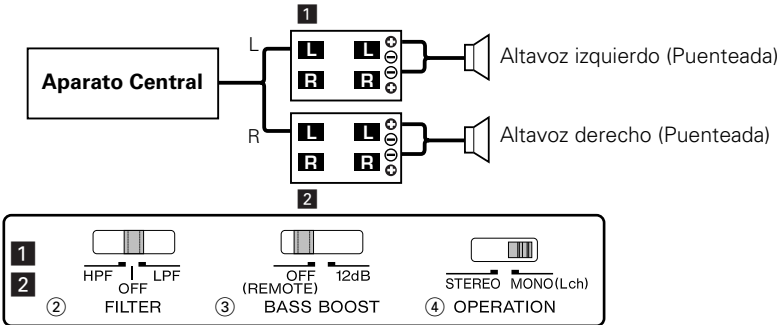 1
Aparato Central
L
L L ⊕
⊖
R R ⊖
⊕
Altavoz izquierdo (Puenteada)
R
L L ⊕
⊖
R R ⊖
⊕
Altavoz derecho (Puenteada)
2
1
2
HPF OFF LPF
② FILTER
OFF (REMOTE) 12dB
③ BASS BOOST
STEREO MONO(Lch)
④ OPERATION